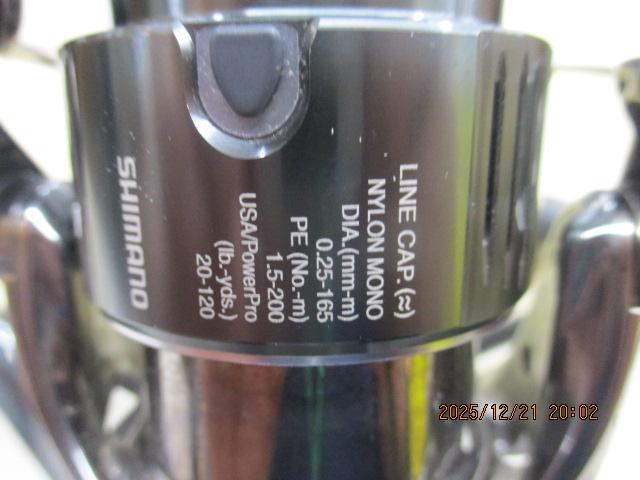 LINE CAP.(≈)
NYLON MONO
DIA.(mm-m)
0.25-165
PE (No.-m)
1.5-200
USA/PowerPro
(lb.-yds.)
20-120
SHIMANO
2025/12/21 20:02